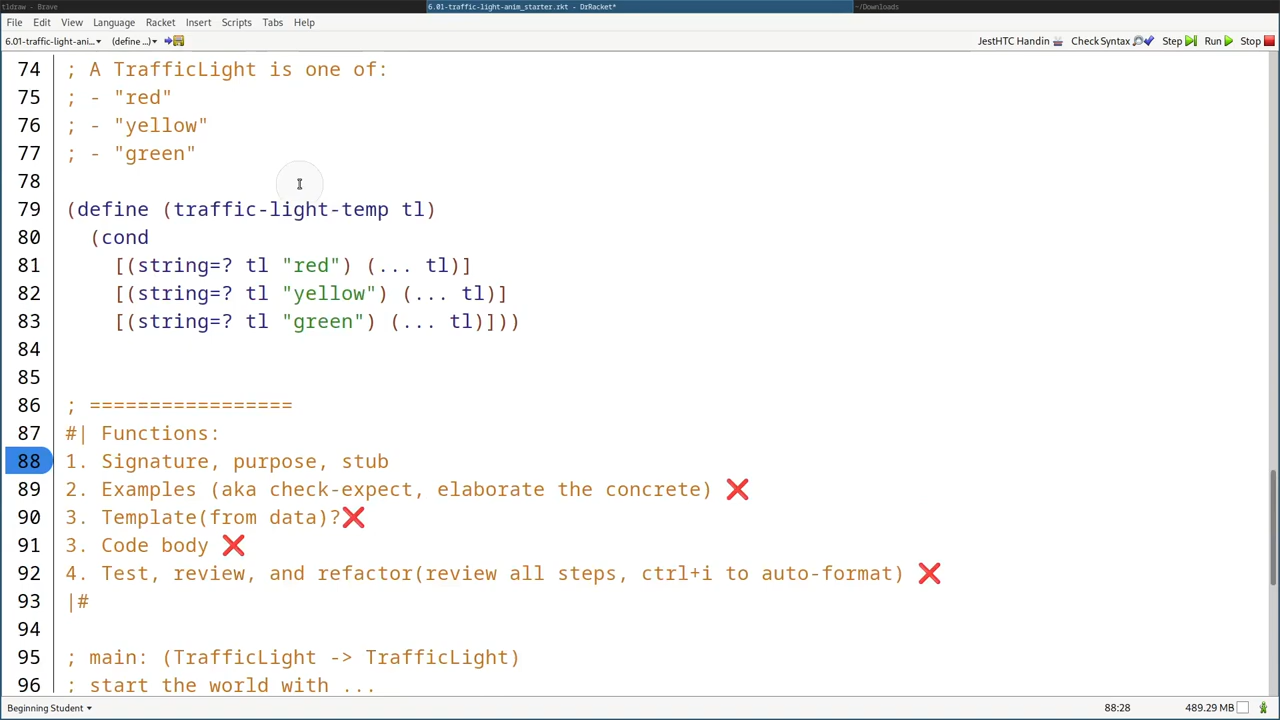 tldraw - Brave
6.01-traffic-light-anim_starter.rkt - DrRacket*
~/Downloads
File Edit View Language Racket Insert Scripts Tabs Help
6.01-traffic-light-ani...▾ (define ...)▾
JestHTC Handin Check Syntax Step Run Stop
74 ; A TrafficLight is one of:
75 ; - "red"
76 ; - "yellow"
77 ; - "green"
78
79 (define (traffic-light-temp tl)
80 (cond
81 [(string=? tl "red") (... tl)]
82 [(string=? tl "yellow") (... tl)]
83 [(string=? tl "green") (... tl)]))
84
85
86 ; =================
87 #| Functions:
88 1. Signature, purpose, stub
89 2. Examples (aka check-expect, elaborate the concrete) ❌
90 3. Template(from data)?❌
91 3. Code body ❌
92 4. Test, review, and refactor(review all steps, ctrl+i to auto-format) ❌
93 |#
94
95 ; main: (TrafficLight -> TrafficLight)
96 ; start the world with ...
Beginning Student ▾ 88:28 489.29 MB